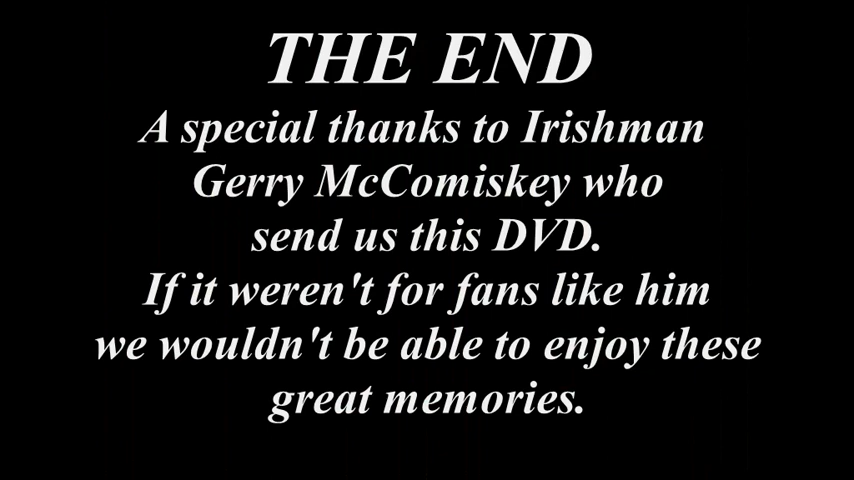 THE END
A special thanks to Irishman
Gerry McComiskey who
send us this DVD.
If it weren't for fans like him
we wouldn't be able to enjoy these
great memories.